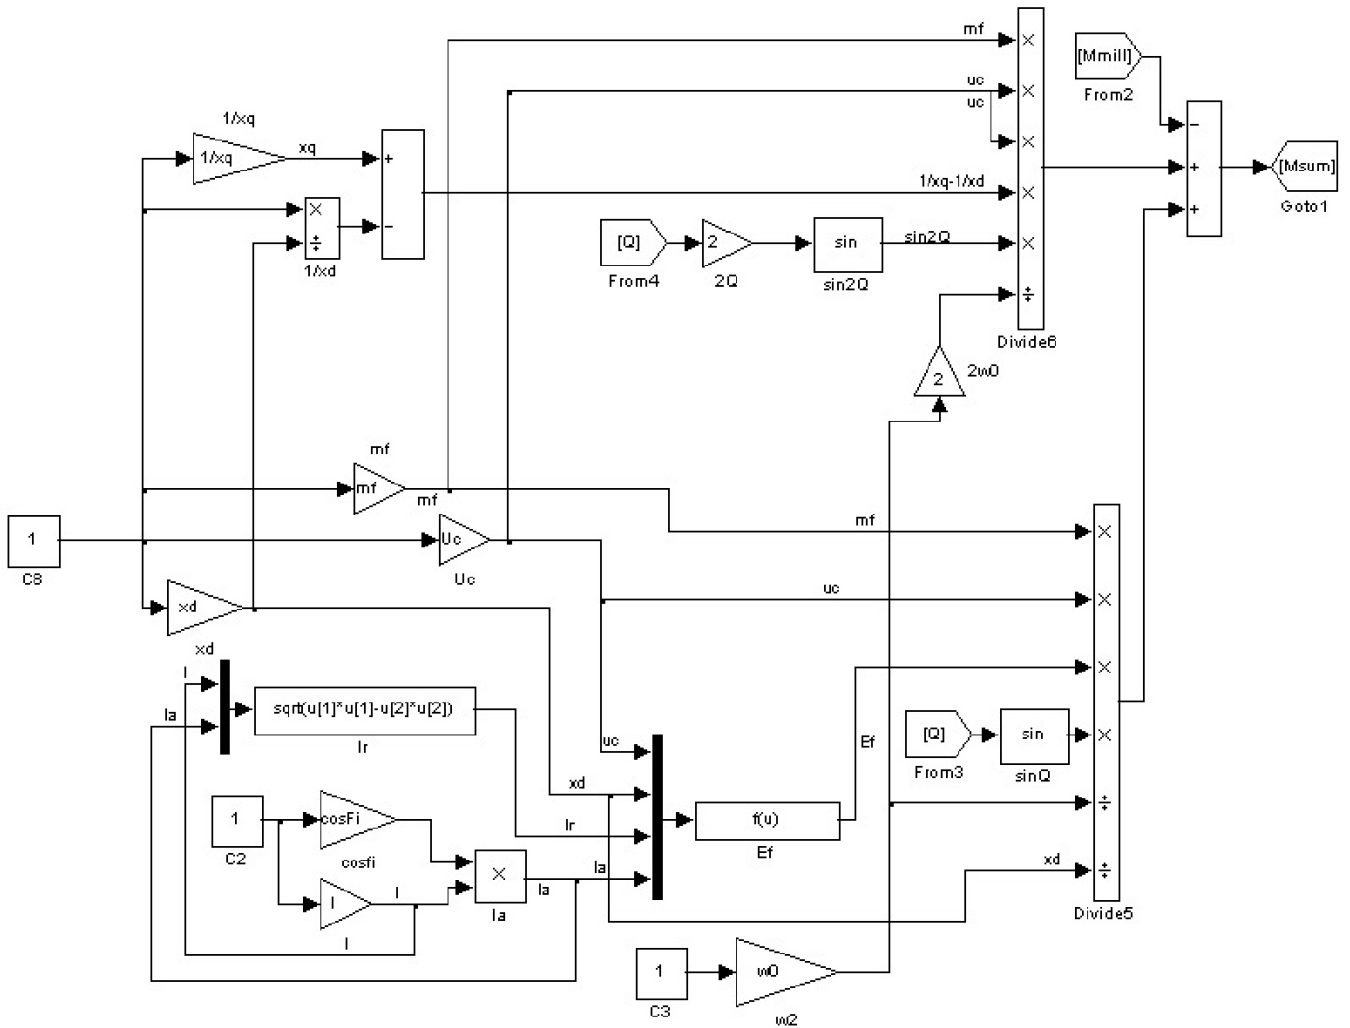 mf
×
[Mmill]
From2
uc
×
uc
×
−
1/xq
1/xq
xq
+
×
÷
−
1/xd
1/xq-1/xd
×
+
[Msum]
Goto1
+
[Q]
From4
2
2Q
sin
sin2Q
sin2Q
×
÷
Divide6
2
2w0
mf
mf
mf
mf
×
1
C8
Uc
Uc
uc
×
xd
xd
I
Ia
sqrt(u[1]*u[1]-u[2]*u[2])
Ir
×
[Q]
From3
sin
sinQ
×
Ef
uc
xd
Ir
Ia
f(u)
Ef
÷
xd
÷
Divide5
1
C2
cosFi
cosfi
I
I
I
×
Ia
Ia
1
C3
w0
w2